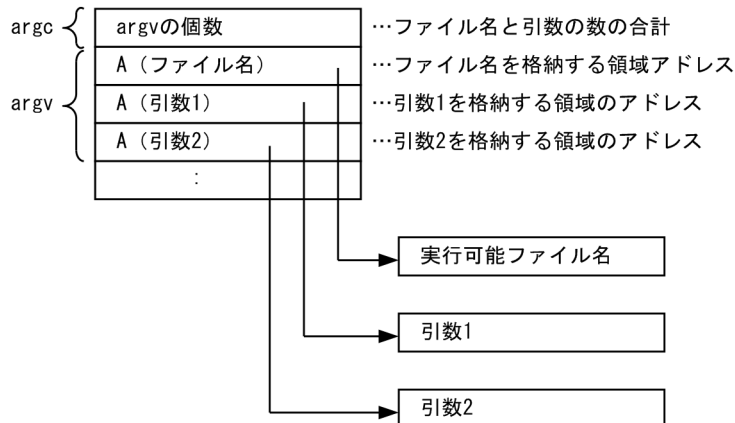 argc argvの個数 …ファイル名と引数の数の合計
A（ファイル名） …ファイル名を格納する領域アドレス
argv A（引数1） …引数1を格納する領域のアドレス
A（引数2） …引数2を格納する領域のアドレス
:
実行可能ファイル名
引数1
引数2